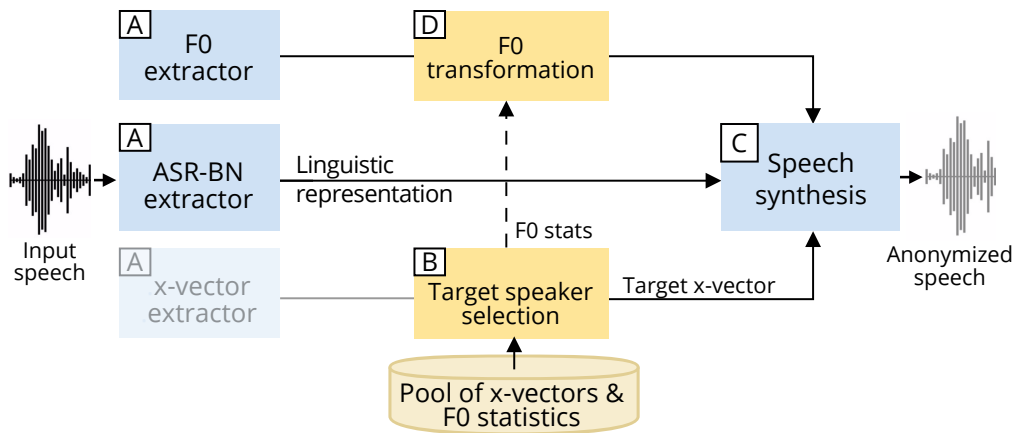 A
F0
extractor
D
F0
transformation
A
ASR-BN
extractor
Linguistic
representation
C
Speech
synthesis
Input
speech
F0 stats
Anonymized
speech
A
x-vector
extractor
B
Target speaker
selection
Target x-vector
Pool of x-vectors &
F0 statistics